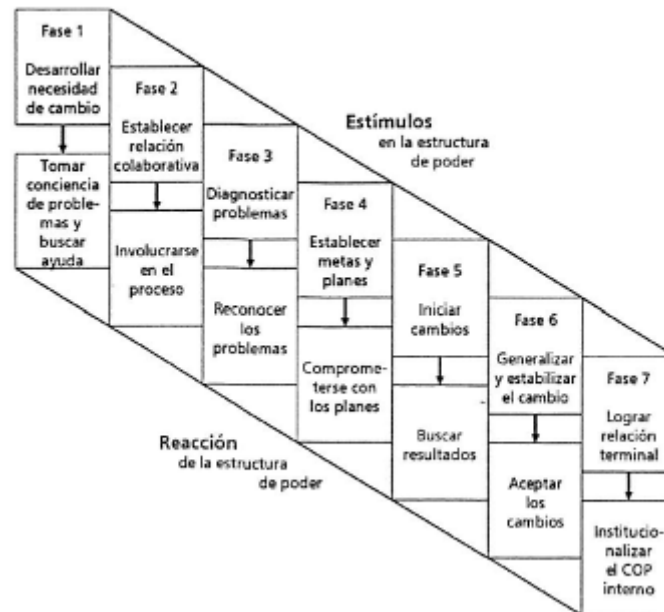 Fase 1
Desarrollar
necesidad
de cambio
Tomar
conciencia
de proble-
mas y
buscar
ayuda
Fase 2
Establecer
relación
colaborativa
Involucrarse
en el
proceso
Fase 3
Diagnosticar
problemas
Reconocer
los
problemas
Estímulos
en la estructura
de poder
Fase 4
Establecer
metas y
planes
Comprome-
terse con
los planes
Fase 5
Iniciar
cambios
Buscar
resultados
Fase 6
Generalizar
y estabilizar
el cambio
Aceptar
los
cambios
Fase 7
Lograr
relación
terminal
Institucio-
nalizar
el COP
interno
Reacción
de la estructura
de poder